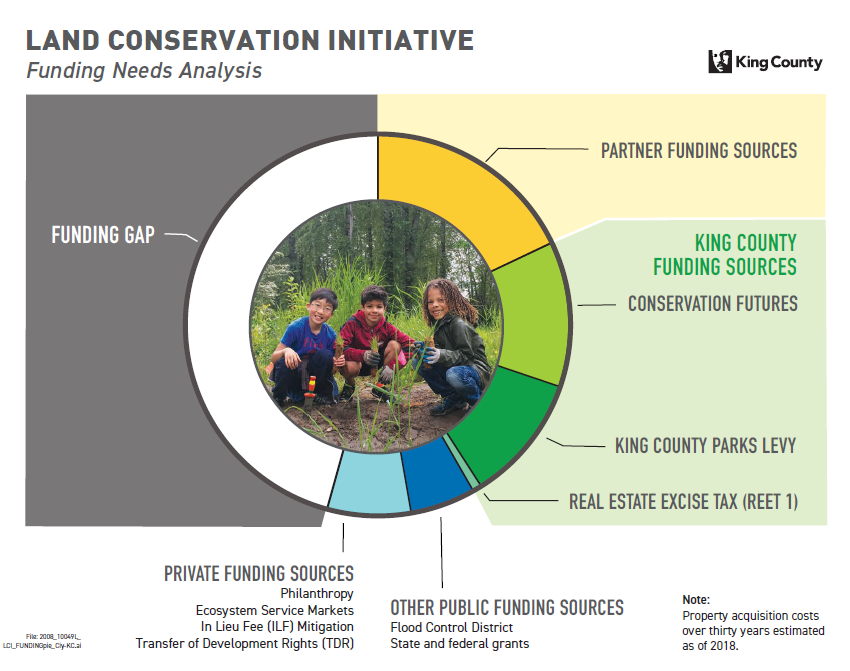 LAND CONSERVATION INITIATIVE
Funding Needs Analysis
King County
PARTNER FUNDING SOURCES
FUNDING GAP
KING COUNTY
FUNDING SOURCES
CONSERVATION FUTURES
KING COUNTY PARKS LEVY
REAL ESTATE EXCISE TAX (REET 1)
PRIVATE FUNDING SOURCES
Philanthropy
Ecosystem Service Markets
In Lieu Fee (ILF) Mitigation
Transfer of Development Rights (TDR)
OTHER PUBLIC FUNDING SOURCES
Flood Control District
State and federal grants
Note:
Property acquisition costs
over thirty years estimated
as of 2018.
File: 2008_10049L_
LCI_FUNDINGpie_Cly-KC.ai